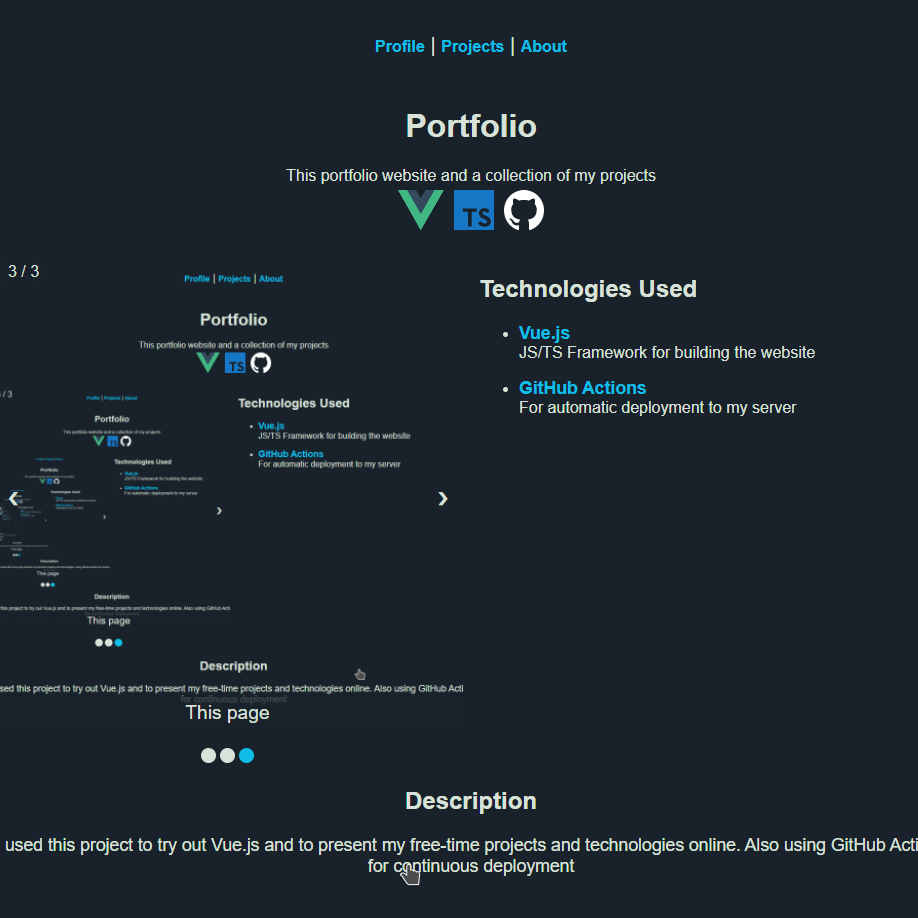 Profile | Projects | About
Portfolio
This portfolio website and a collection of my projects
TS
3 / 3
Profile | Projects | About
Portfolio
This portfolio website and a collection of my projects
TS
/ 3
Profile | Projects | About
Portfolio
This portfolio website and a collection of my projects
Technologies Used
Vue.js
JS/TS Framework for building the website
GitHub Actions
For automatic deployment to my server
Description
This page
Description
this project to try out Vue.js and to present my free-time projects and technologies online. Also using GitHub Acti
This page
Technologies Used
Vue.js
JS/TS Framework for building the website
GitHub Actions
For automatic deployment to my server
Description
sed this project to try out Vue.js and to present my free-time projects and technologies online. Also using GitHub Acti
for continuous deployment
This page
Technologies Used
Vue.js
JS/TS Framework for building the website
GitHub Actions
For automatic deployment to my server
Description
used this project to try out Vue.js and to present my free-time projects and technologies online. Also using GitHub Acti
for continuous deployment